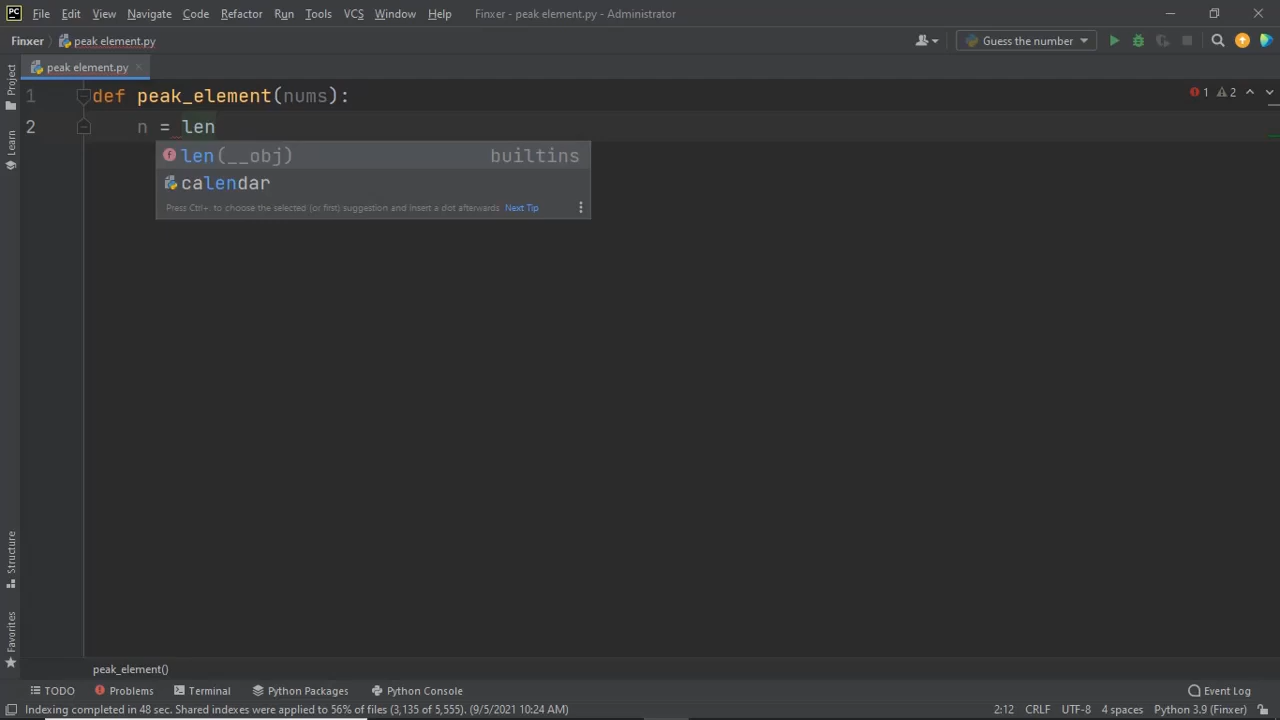 File Edit View Navigate Code Refactor Run Tools VCS Window Help Finxer - peak element.py - Administrator
Finxer peak element.py Guess the number
peak element.py
1 def peak_element(nums): 1 2
2 n = len
len(__obj) builtins
calendar
Press Ctrl+. to choose the selected (or first) suggestion and insert a dot afterwards Next Tip
Project
Learn
Structure
Favorites
peak_element()
TODO Problems Terminal Python Packages Python Console Event Log
Indexing completed in 48 sec. Shared indexes were applied to 56% of files (3,135 of 5,555). (9/5/2021 10:24 AM) 2:12 CRLF UTF-8 4 spaces Python 3.9 (Finxer)